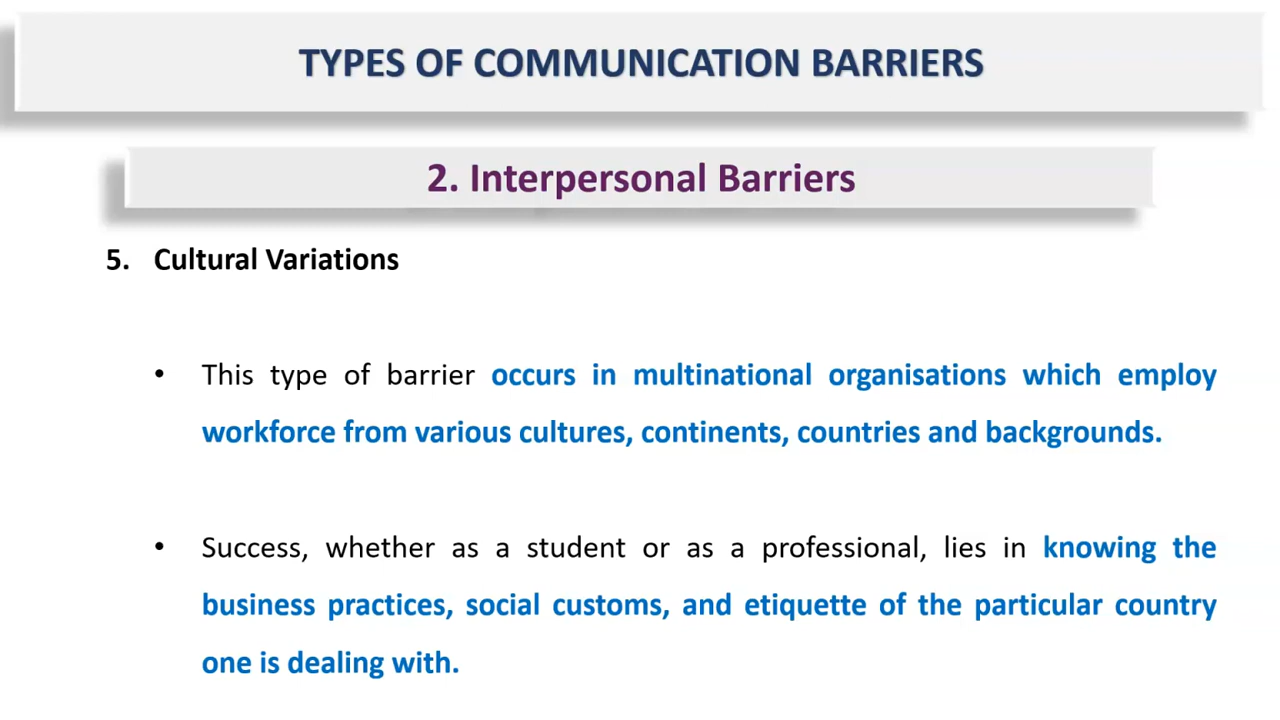 TYPES OF COMMUNICATION BARRIERS
2. Interpersonal Barriers
5. Cultural Variations
• This type of barrier occurs in multinational organisations which employ
workforce from various cultures, continents, countries and backgrounds.
• Success, whether as a student or as a professional, lies in knowing the
business practices, social customs, and etiquette of the particular country
one is dealing with.